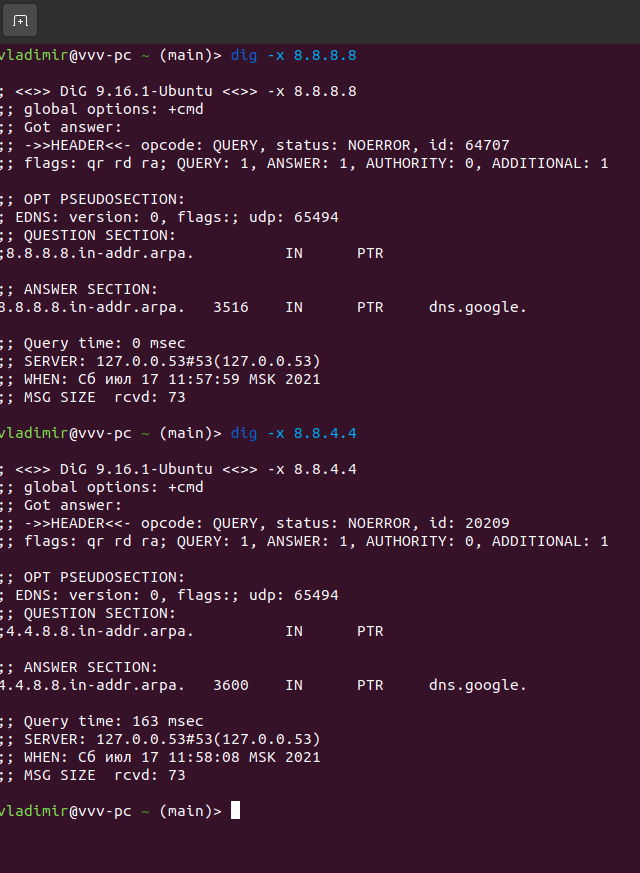 vladimir@vvv-pc ~ (main)> dig -x 8.8.8.8
; <<>> DiG 9.16.1-Ubuntu <<>> -x 8.8.8.8
;; global options: +cmd
;; Got answer:
;; ->>HEADER<<- opcode: QUERY, status: NOERROR, id: 64707
;; flags: qr rd ra; QUERY: 1, ANSWER: 1, AUTHORITY: 0, ADDITIONAL: 1
;; OPT PSEUDOSECTION:
; EDNS: version: 0, flags:; udp: 65494
;; QUESTION SECTION:
;8.8.8.8.in-addr.arpa. IN PTR
;; ANSWER SECTION:
8.8.8.8.in-addr.arpa. 3516 IN PTR dns.google.
;; Query time: 0 msec
;; SERVER: 127.0.0.53#53(127.0.0.53)
;; WHEN: Сб июл 17 11:57:59 MSK 2021
;; MSG SIZE rcvd: 73
vladimir@vvv-pc ~ (main)> dig -x 8.8.4.4
; <<>> DiG 9.16.1-Ubuntu <<>> -x 8.8.4.4
;; global options: +cmd
;; Got answer:
;; ->>HEADER<<- opcode: QUERY, status: NOERROR, id: 20209
;; flags: qr rd ra; QUERY: 1, ANSWER: 1, AUTHORITY: 0, ADDITIONAL: 1
;; OPT PSEUDOSECTION:
; EDNS: version: 0, flags:; udp: 65494
;; QUESTION SECTION:
;4.4.8.8.in-addr.arpa. IN PTR
;; ANSWER SECTION:
4.4.8.8.in-addr.arpa. 3600 IN PTR dns.google.
;; Query time: 163 msec
;; SERVER: 127.0.0.53#53(127.0.0.53)
;; WHEN: Сб июл 17 11:58:08 MSK 2021
;; MSG SIZE rcvd: 73
vladimir@vvv-pc ~ (main)>